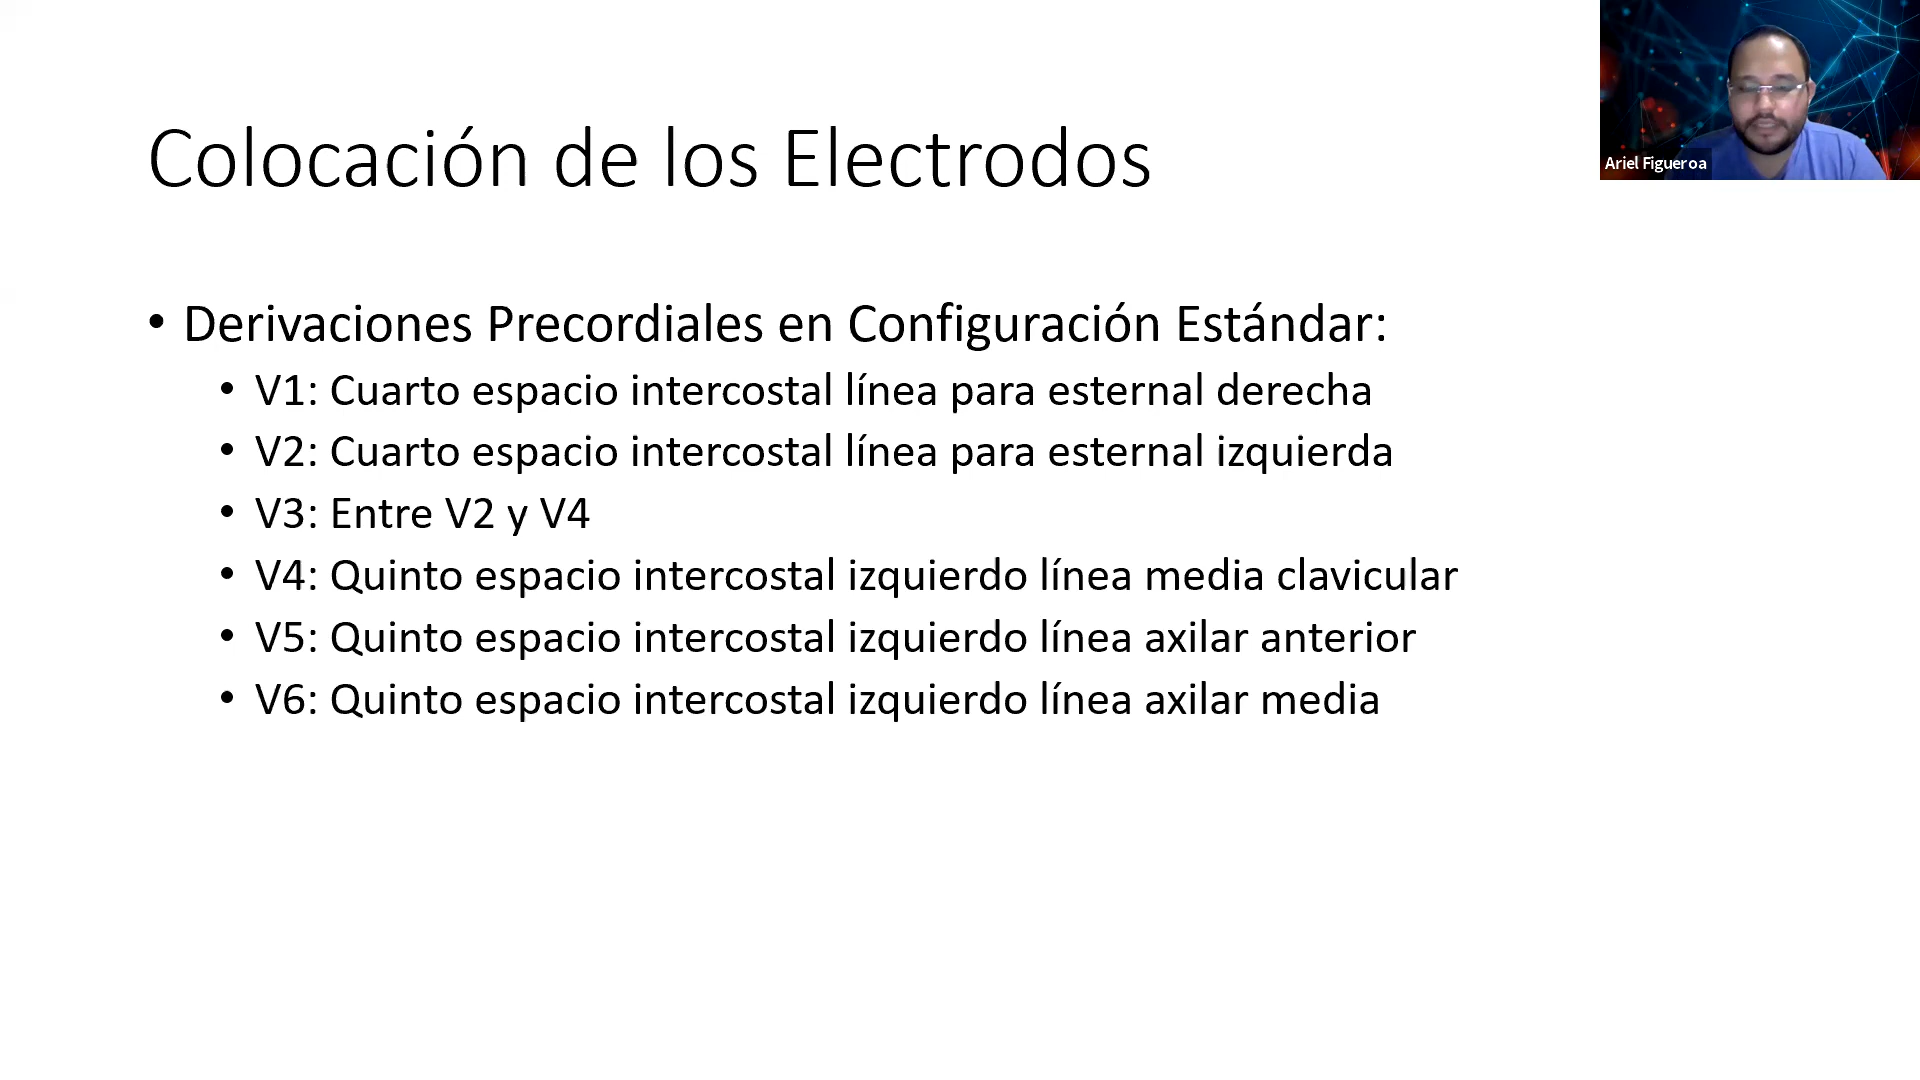 Colocación de los Electrodos
Ariel Figueroa
• Derivaciones Precordiales en Configuración Estándar:
• V1: Cuarto espacio intercostal línea para esternal derecha
• V2: Cuarto espacio intercostal línea para esternal izquierda
• V3: Entre V2 y V4
• V4: Quinto espacio intercostal izquierdo línea media clavicular
• V5: Quinto espacio intercostal izquierdo línea axilar anterior
• V6: Quinto espacio intercostal izquierdo línea axilar media